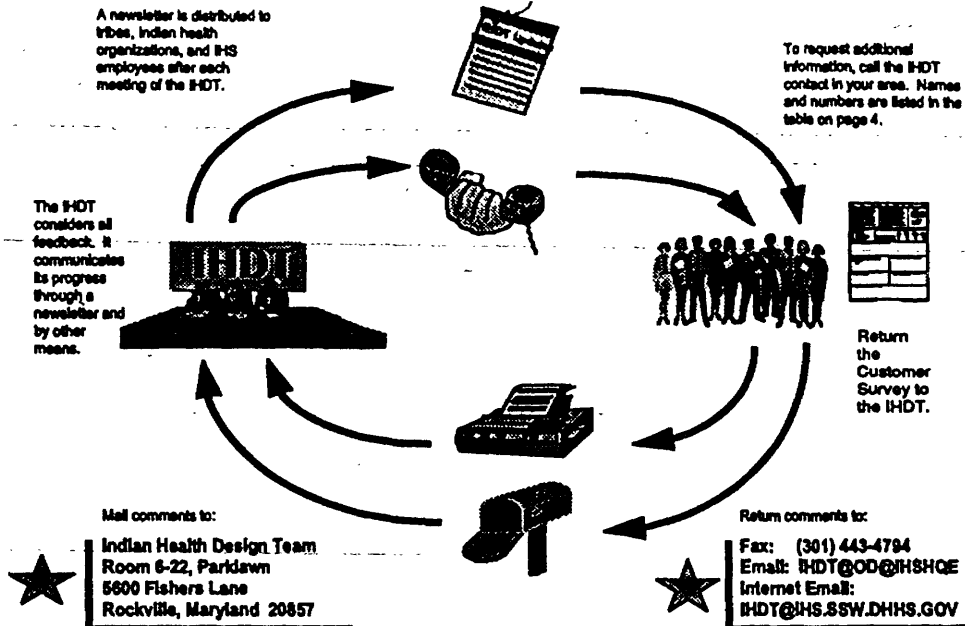 A newsletter is distributed to
tribes, Indian health
organizations, and IHS
employees after each
meeting of the IHDT.
IHDT Update
To request additional
information, call the IHDT
contact in your area. Names
and numbers are listed in the
table on page 4.
The IHDT
considers all
feedback. It
communicates
its progress
through a
newsletter and
by other
means.
IHDT
Return
the
Customer
Survey to
the IHDT.
Mail comments to:
Indian Health Design Team
Room 6-22, Parklawn
5600 Fishers Lane
Rockville, Maryland 20857
Return comments to:
Fax: (301) 443-4794
Email: IHDT@OD@IHSHQE
Internet Email:
IHDT@IHS.SSW.DHHS.GOV